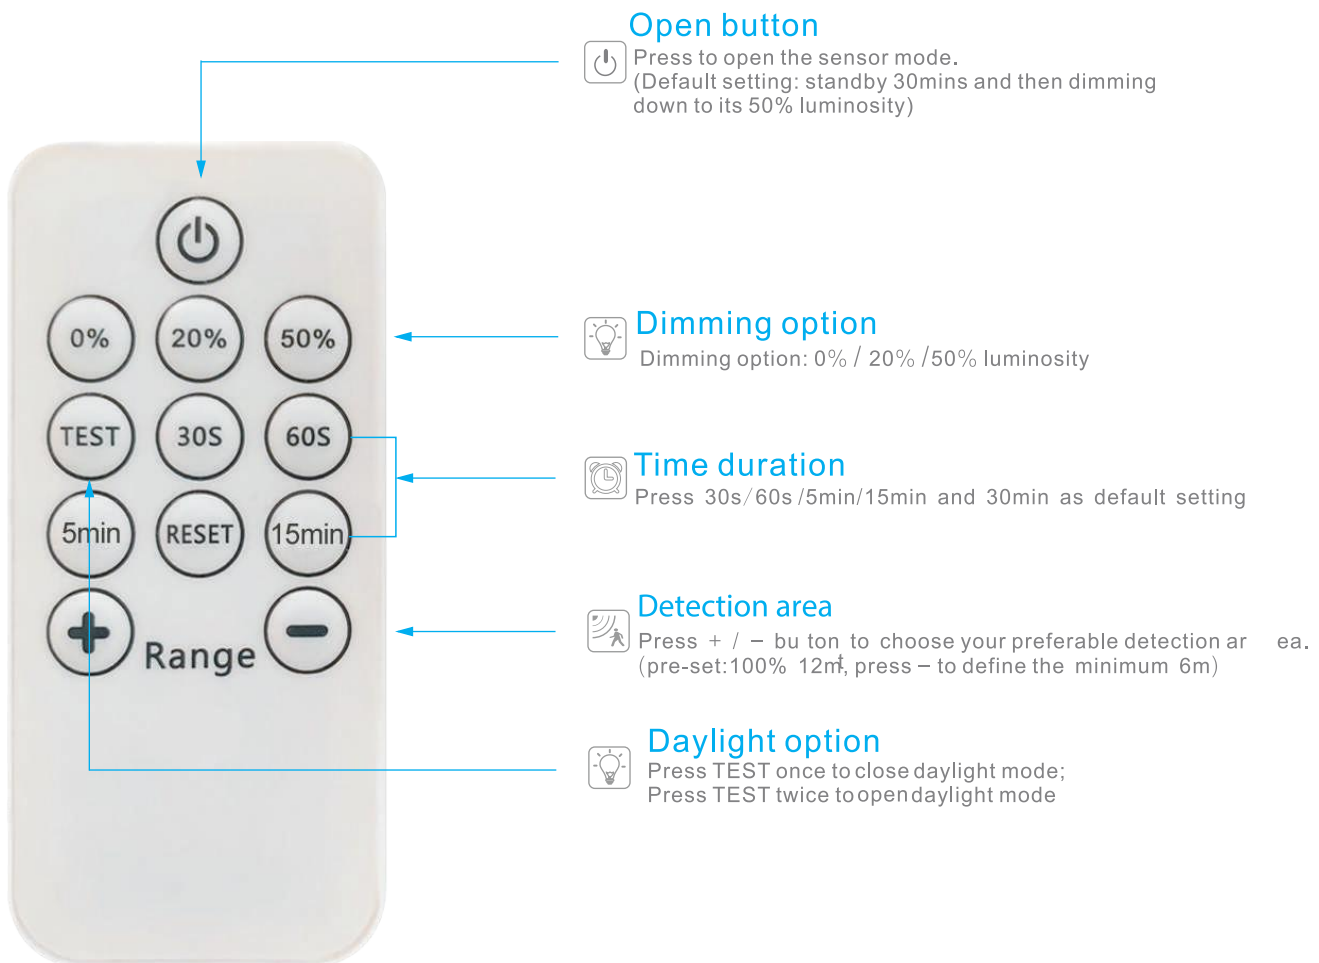 Open button
Press to open the sensor mode.
(Default setting: standby 30mins and then dimming
down to its 50% luminosity)
0%
20%
50%
Dimming option
Dimming option: 0% / 20% /50% luminosity
TEST
30S
60S
Time duration
Press 30s/60s /5min/15min and 30min as default setting
5min
RESET
15min
Range
Detection area
Press + / − bu ton to choose your preferable detection ar ea.
(pre-set:100% 12m, press − to define the minimum 6m)
t
Daylight option
Press TEST once to close daylight mode;
Press TEST twice to open daylight mode